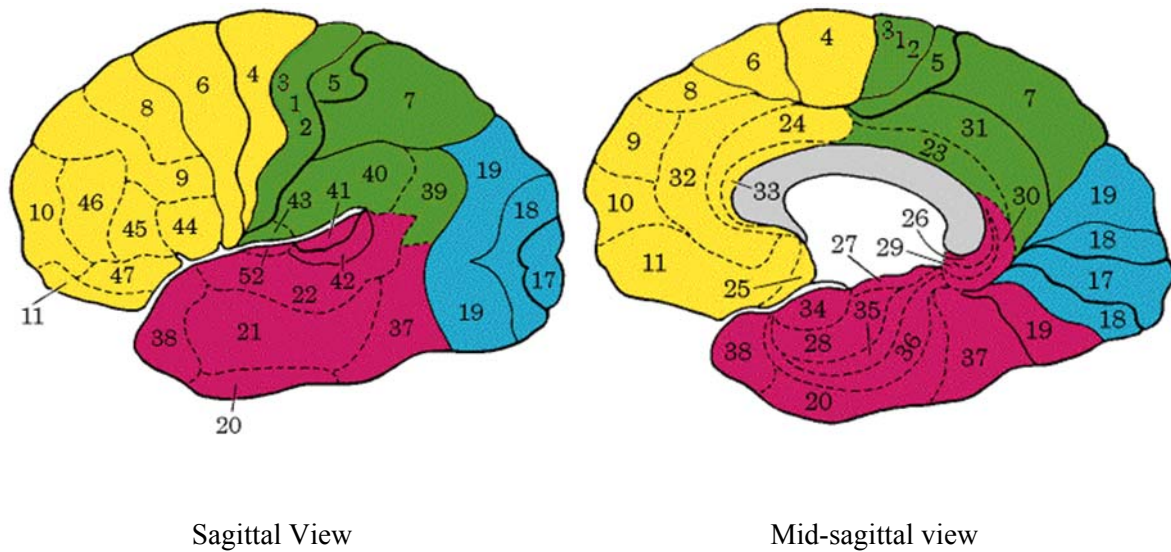 6 4 3 1 2 5 7
8 9 10 46 45 44 47 11
43 41 40 39
52 42 22 21 38 37 20
19 18 17 19
4 3 1 2 5 7
6 8 9 10 11
24 32 33 25
31 23 30
26 29 27
34 35 28 36 38 20 37 19
19 18 17 18
Sagittal View
Mid-sagittal view